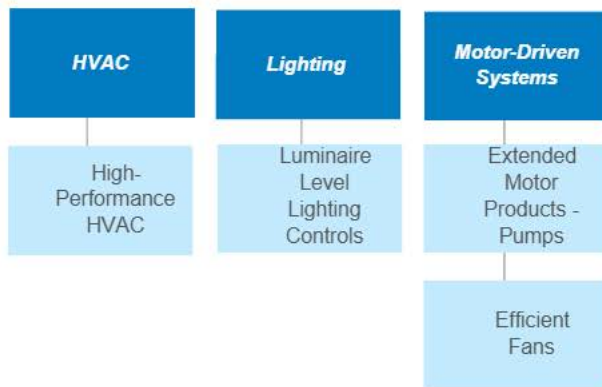 HVAC
High-
Performance
HVAC
Lighting
Luminaire
Level
Lighting
Controls
Motor-Driven
Systems
Extended
Motor
Products -
Pumps
Efficient
Fans